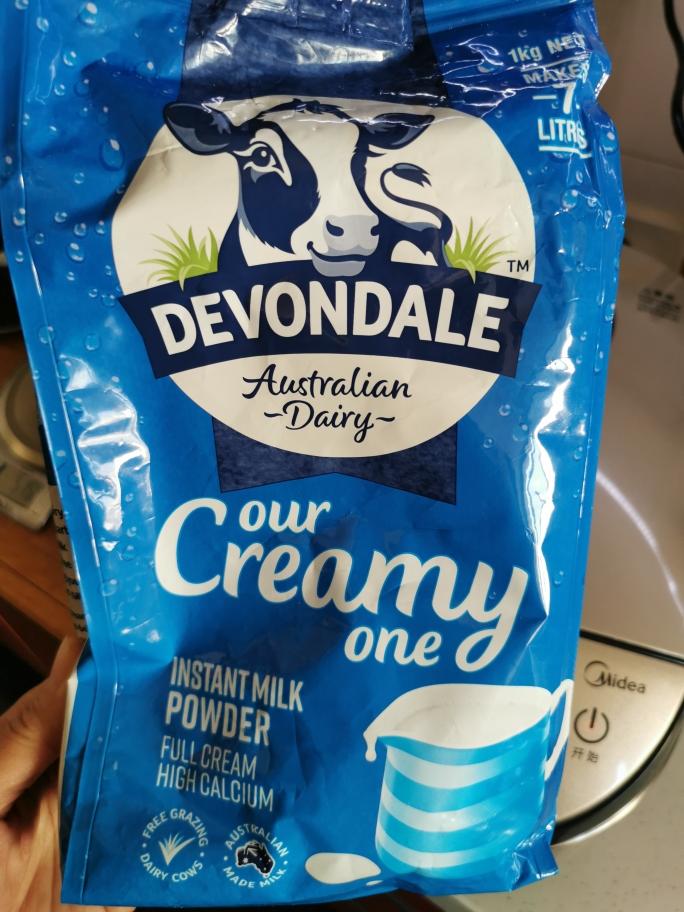 1kg NET
MAKES
7
LITRES
DEVONDALE
TM
Australian
~Dairy~
our
Creamy
one
INSTANT MILK
POWDER
FULL CREAM
HIGH CALCIUM
• FREE GRAZING •
DAIRY COWS
• AUSTRALIAN •
MADE MILK
Midea
开始